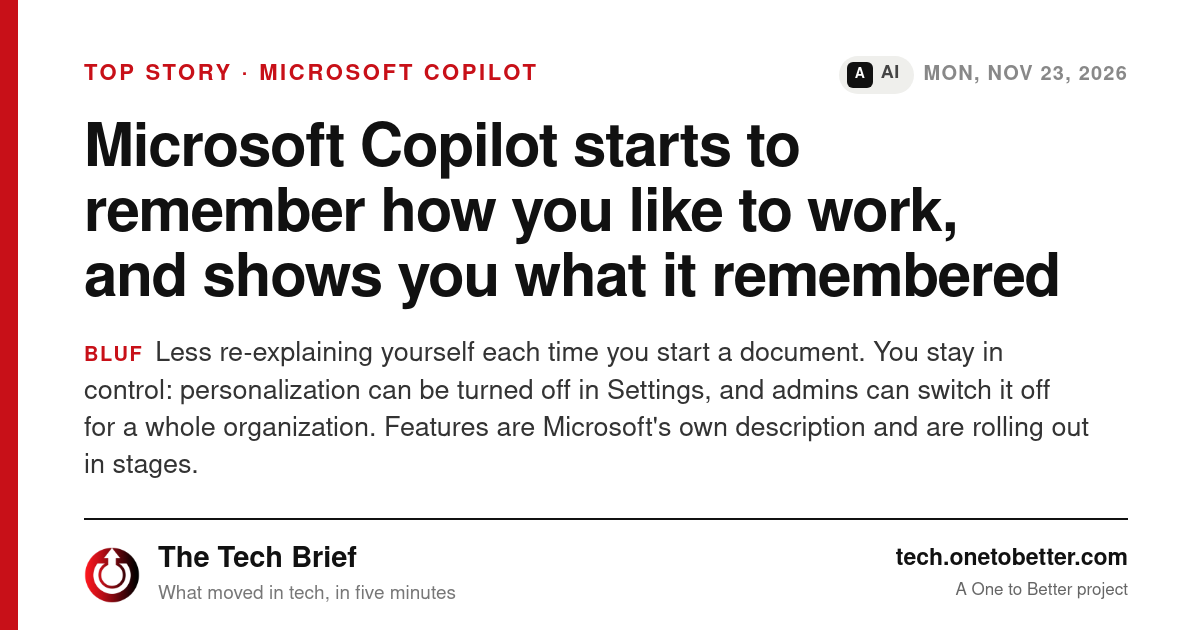 TOP STORY · MICROSOFT COPILOT
A AI MON, NOV 23, 2026
Microsoft Copilot starts to
remember how you like to work,
and shows you what it remembered
BLUF Less re-explaining yourself each time you start a document. You stay in
control: personalization can be turned off in Settings, and admins can switch it off
for a whole organization. Features are Microsoft's own description and are rolling out
in stages.
The Tech Brief
What moved in tech, in five minutes
tech.onetobetter.com
A One to Better project